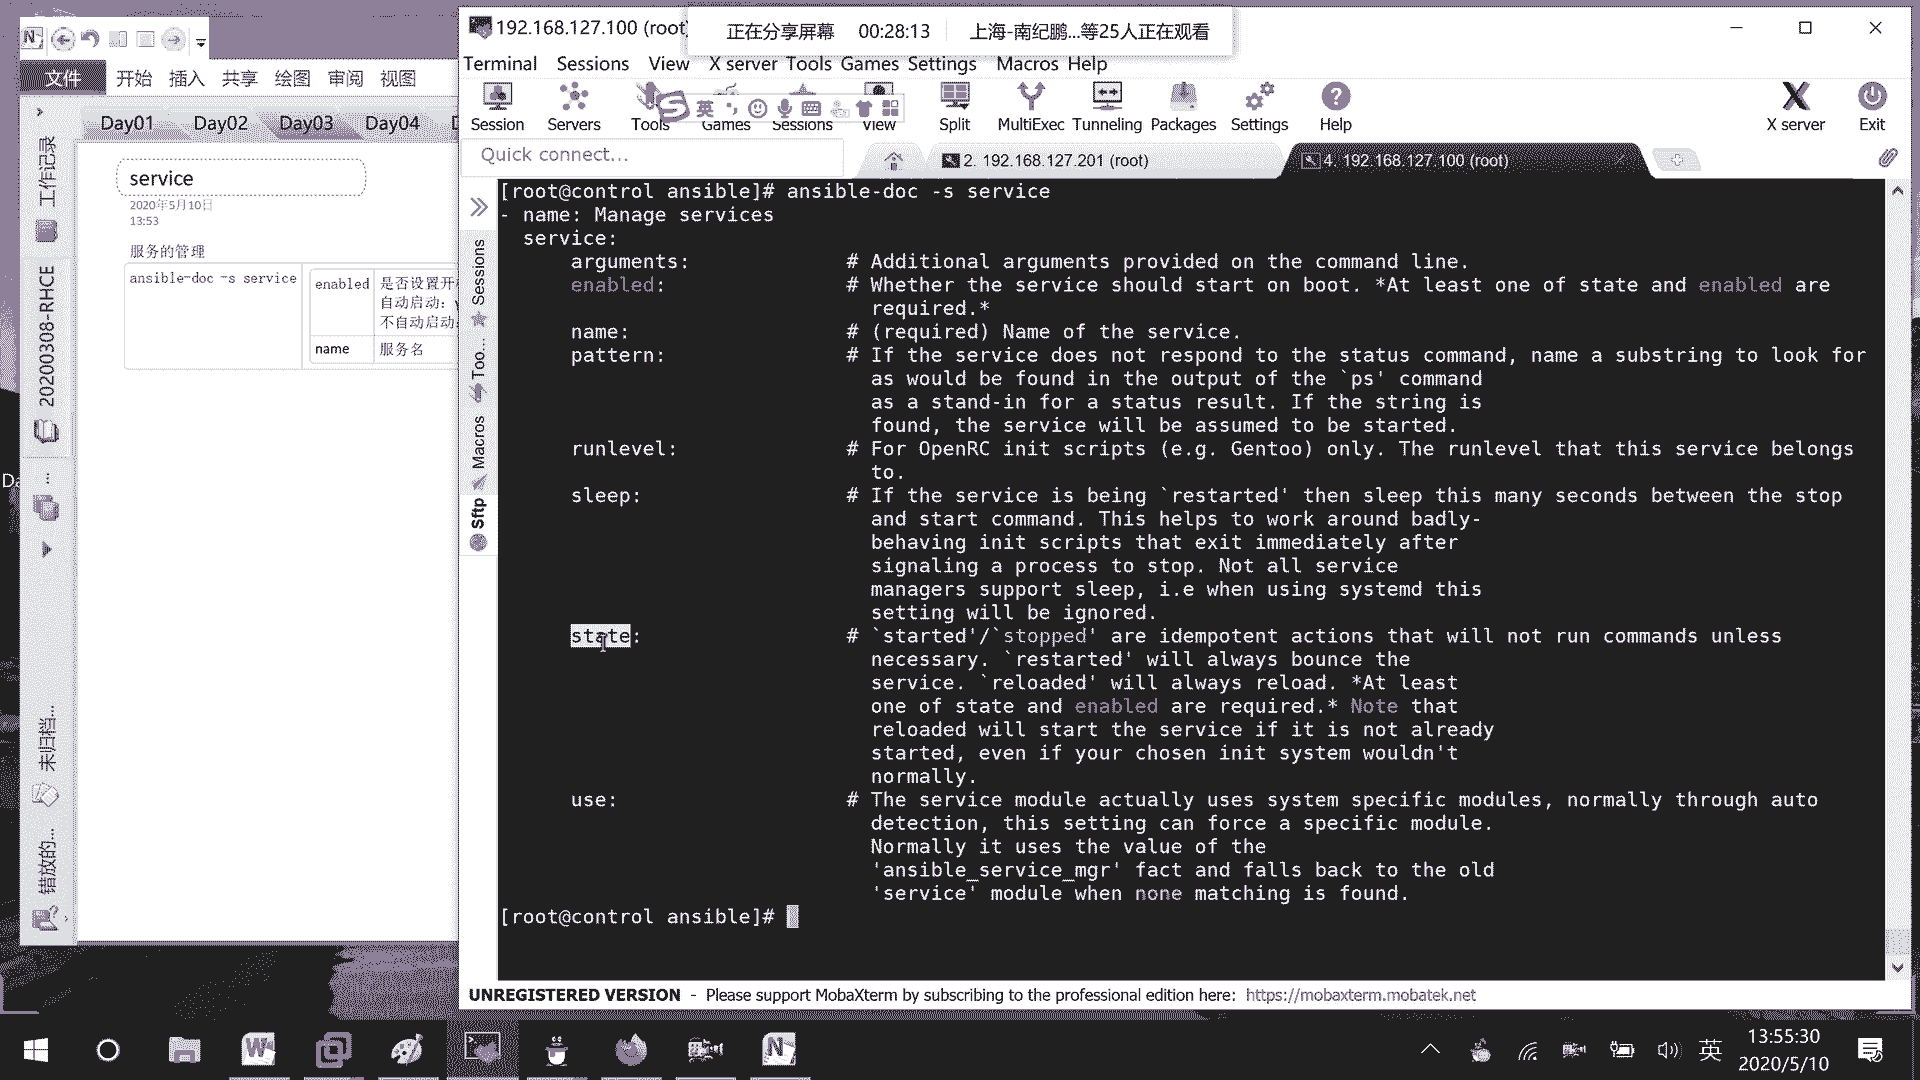 192.168.127.100 (root
正在分享屏幕 00:28:13 上海-南纪鹏...等25人正在观看
Terminal Sessions View X server Tools Games Settings Macros Help
Session Servers Tools Games Sessions View Split MultiExec Tunneling Packages Settings Help X server Exit
英
Quick connect...
2. 192.168.127.201 (root)
4. 192.168.127.100 (root)
文件 开始 插入 共享 绘图 审阅 视图
Day01 Day02 Day03 Day04 D
工作记录
20200308-RHCE
...
未归档...
错放的...
service
2020年5月10日
13:53
服务的管理
ansible-doc -s service
enabled 是否设置开机
自动启动:
不自动启动:
name 服务名
Da
Sessions
Too...
Macros
Sftp
[root@control ansible]# ansible-doc -s service
- name: Manage services
service:
arguments: # Additional arguments provided on the command line.
enabled: # Whether the service should start on boot. *At least one of state and enabled are
required.*
name: # (required) Name of the service.
pattern: # If the service does not respond to the status command, name a substring to look for
as would be found in the output of the `ps' command
as a stand-in for a status result. If the string is
found, the service will be assumed to be started.
runlevel: # For OpenRC init scripts (e.g. Gentoo) only. The runlevel that this service belongs
to.
sleep: # If the service is being `restarted' then sleep this many seconds between the stop
and start command. This helps to work around badly-
behaving init scripts that exit immediately after
signaling a process to stop. Not all service
managers support sleep, i.e when using systemd this
setting will be ignored.
state: # `started'/`stopped' are idempotent actions that will not run commands unless
necessary. `restarted' will always bounce the
service. `reloaded' will always reload. *At least
one of state and enabled are required.* Note that
reloaded will start the service if it is not already
started, even if your chosen init system wouldn't
normally.
use: # The service module actually uses system specific modules, normally through auto
detection, this setting can force a specific module.
Normally it uses the value of the
'ansible_service_mgr' fact and falls back to the old
'service' module when none matching is found.
[root@control ansible]#
UNREGISTERED VERSION - Please support MobaXterm by subscribing to the professional edition here: https://mobaxterm.mobatek.net
英
13:55:30
2020/5/10